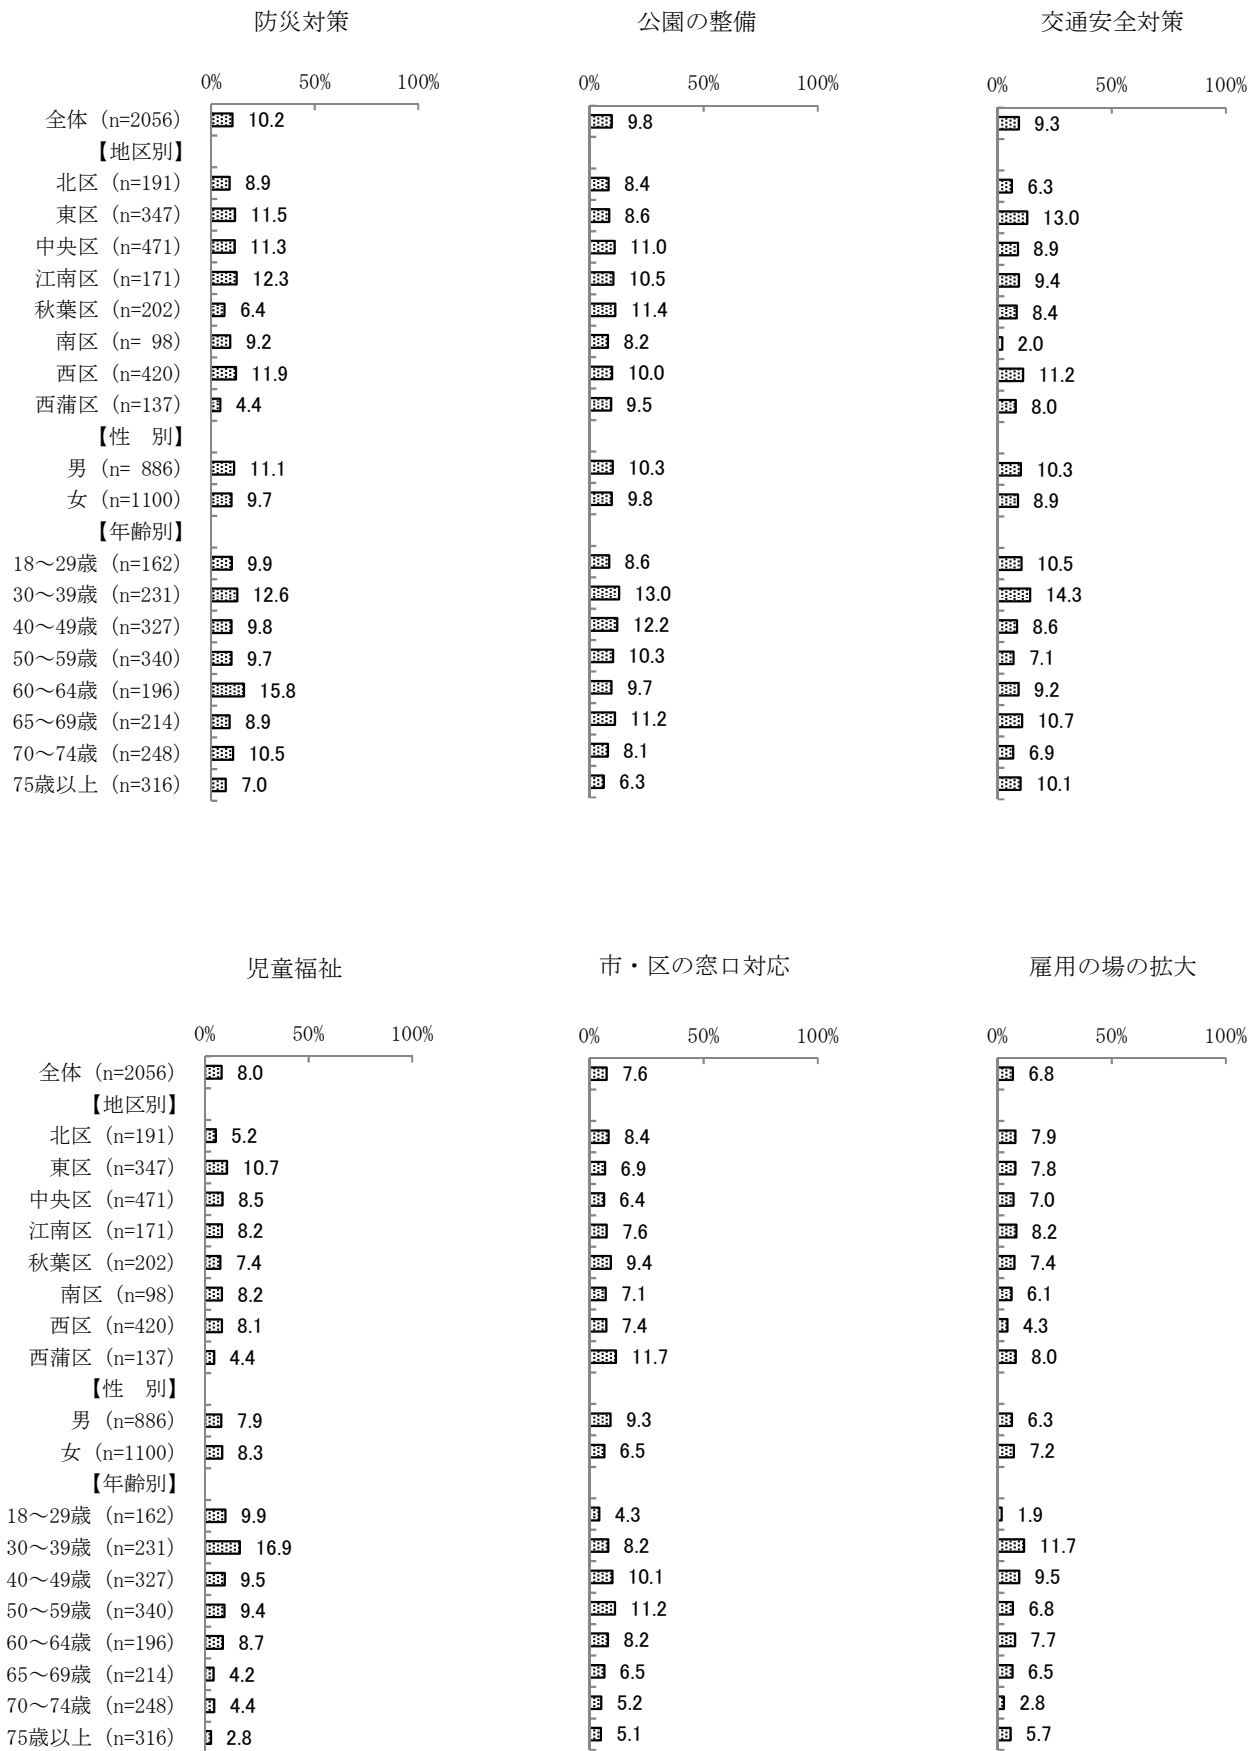 防災対策 公園の整備 交通安全対策
0% 50% 100% 0% 50% 100% 0% 50% 100%
全体 (n=2056) 10.2 9.8 9.3
【地区別】
北区 (n=191) 8.9 8.4 6.3
東区 (n=347) 11.5 8.6 13.0
中央区 (n=471) 11.3 11.0 8.9
江南区 (n=171) 12.3 10.5 9.4
秋葉区 (n=202) 6.4 11.4 8.4
南区 (n= 98) 9.2 8.2 2.0
西区 (n=420) 11.9 10.0 11.2
西蒲区 (n=137) 4.4 9.5 8.0
【性　別】
男 (n= 886) 11.1 10.3 10.3
女 (n=1100) 9.7 9.8 8.9
【年齢別】
18～29歳 (n=162) 9.9 8.6 10.5
30～39歳 (n=231) 12.6 13.0 14.3
40～49歳 (n=327) 9.8 12.2 8.6
50～59歳 (n=340) 9.7 10.3 7.1
60～64歳 (n=196) 15.8 9.7 9.2
65～69歳 (n=214) 8.9 11.2 10.7
70～74歳 (n=248) 10.5 8.1 6.9
75歳以上 (n=316) 7.0 6.3 10.1
児童福祉 市・区の窓口対応 雇用の場の拡大
0% 50% 100% 0% 50% 100% 0% 50% 100%
全体 (n=2056) 8.0 7.6 6.8
【地区別】
北区 (n=191) 5.2 8.4 7.9
東区 (n=347) 10.7 6.9 7.8
中央区 (n=471) 8.5 6.4 7.0
江南区 (n=171) 8.2 7.6 8.2
秋葉区 (n=202) 7.4 9.4 7.4
南区 (n=98) 8.2 7.1 6.1
西区 (n=420) 8.1 7.4 4.3
西蒲区 (n=137) 4.4 11.7 8.0
【性　別】
男 (n=886) 7.9 9.3 6.3
女 (n=1100) 8.3 6.5 7.2
【年齢別】
18～29歳 (n=162) 9.9 4.3 1.9
30～39歳 (n=231) 16.9 8.2 11.7
40～49歳 (n=327) 9.5 10.1 9.5
50～59歳 (n=340) 9.4 11.2 6.8
60～64歳 (n=196) 8.7 8.2 7.7
65～69歳 (n=214) 4.2 6.5 6.5
70～74歳 (n=248) 4.4 5.2 2.8
75歳以上 (n=316) 2.8 5.1 5.7